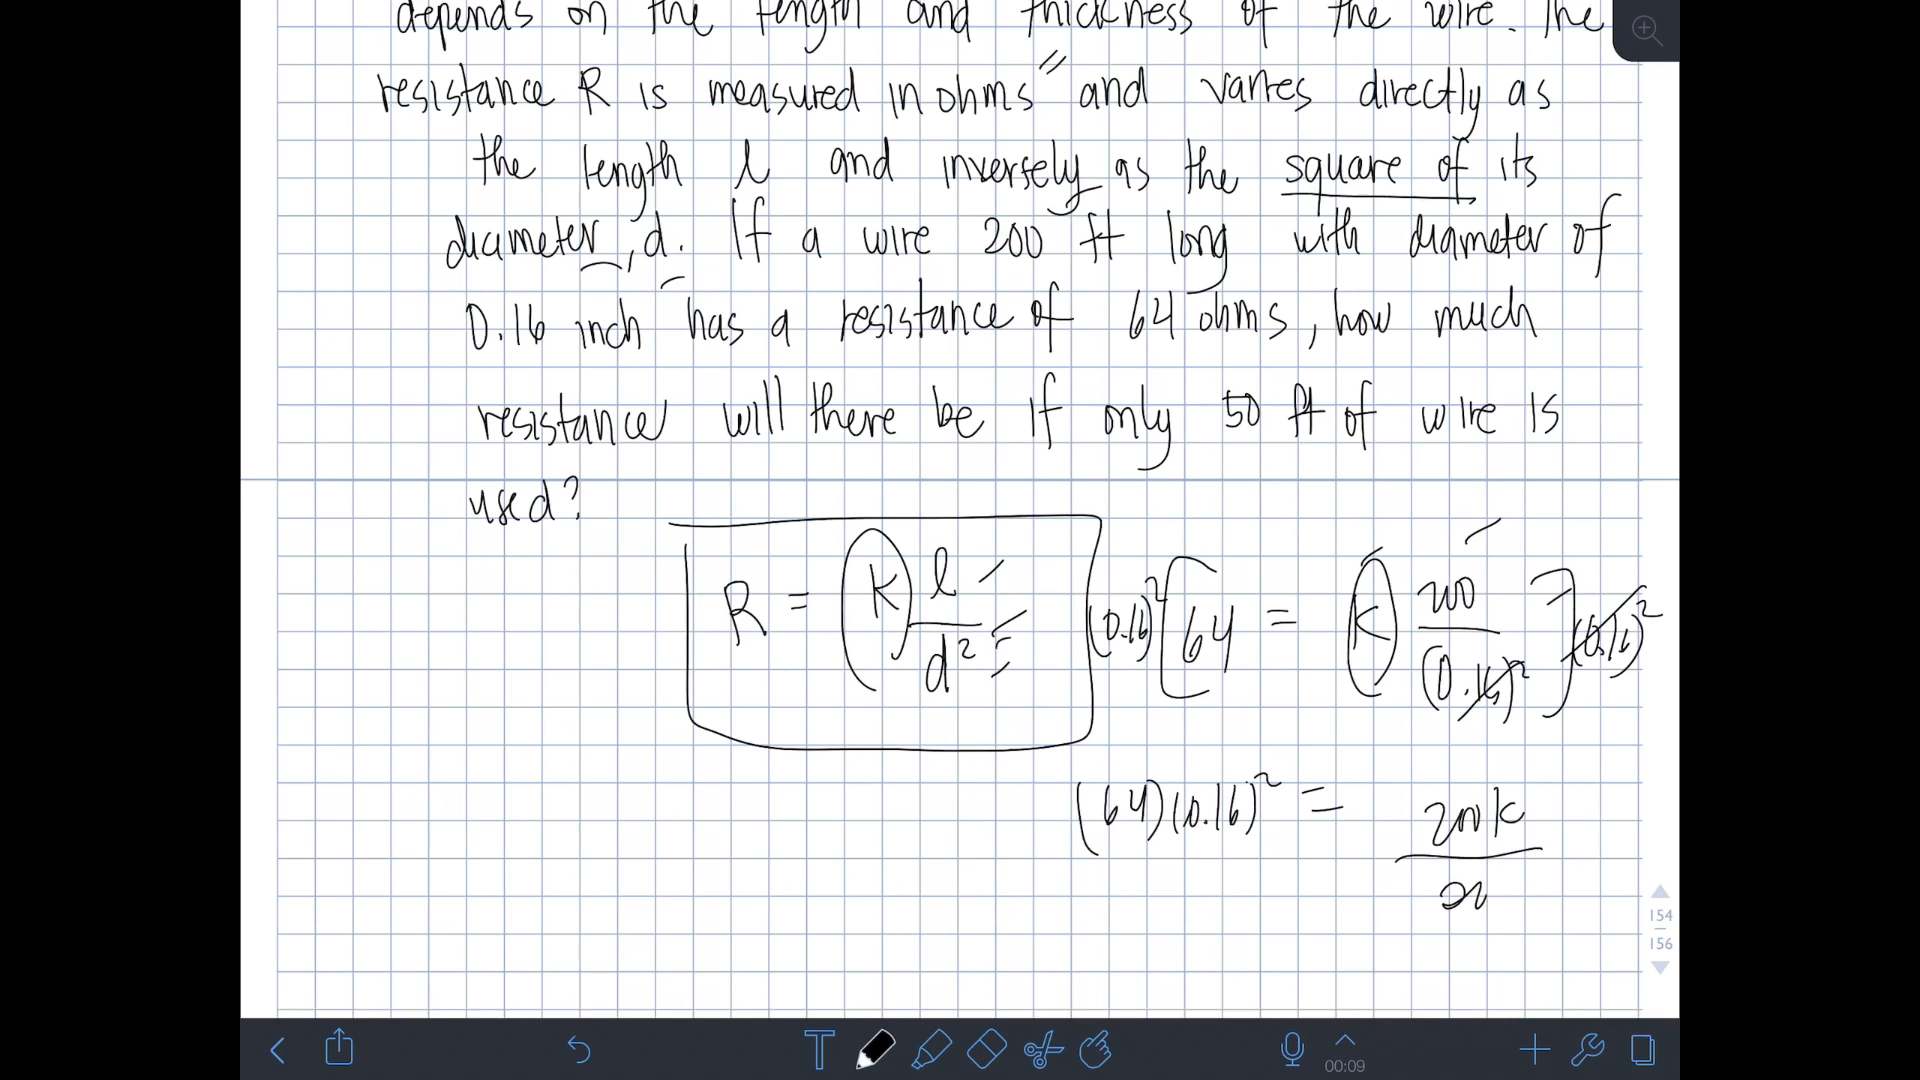 depends on the length and thickness of the wire. The
resistance R is measured in ohms and varies directly as
the length l and inversely as the square of its
diameter, d. If a wire 200 ft long with diameter of
0.16 inch has a resistance of 64 ohms, how much
resistance will there be if only 50 ft of wire is
used?
R = K l/d²
(0.16)² [64 = K 200/(0.16)²] (0.16)²
(64)(0.16)² = 200K
154
156
T
00:09